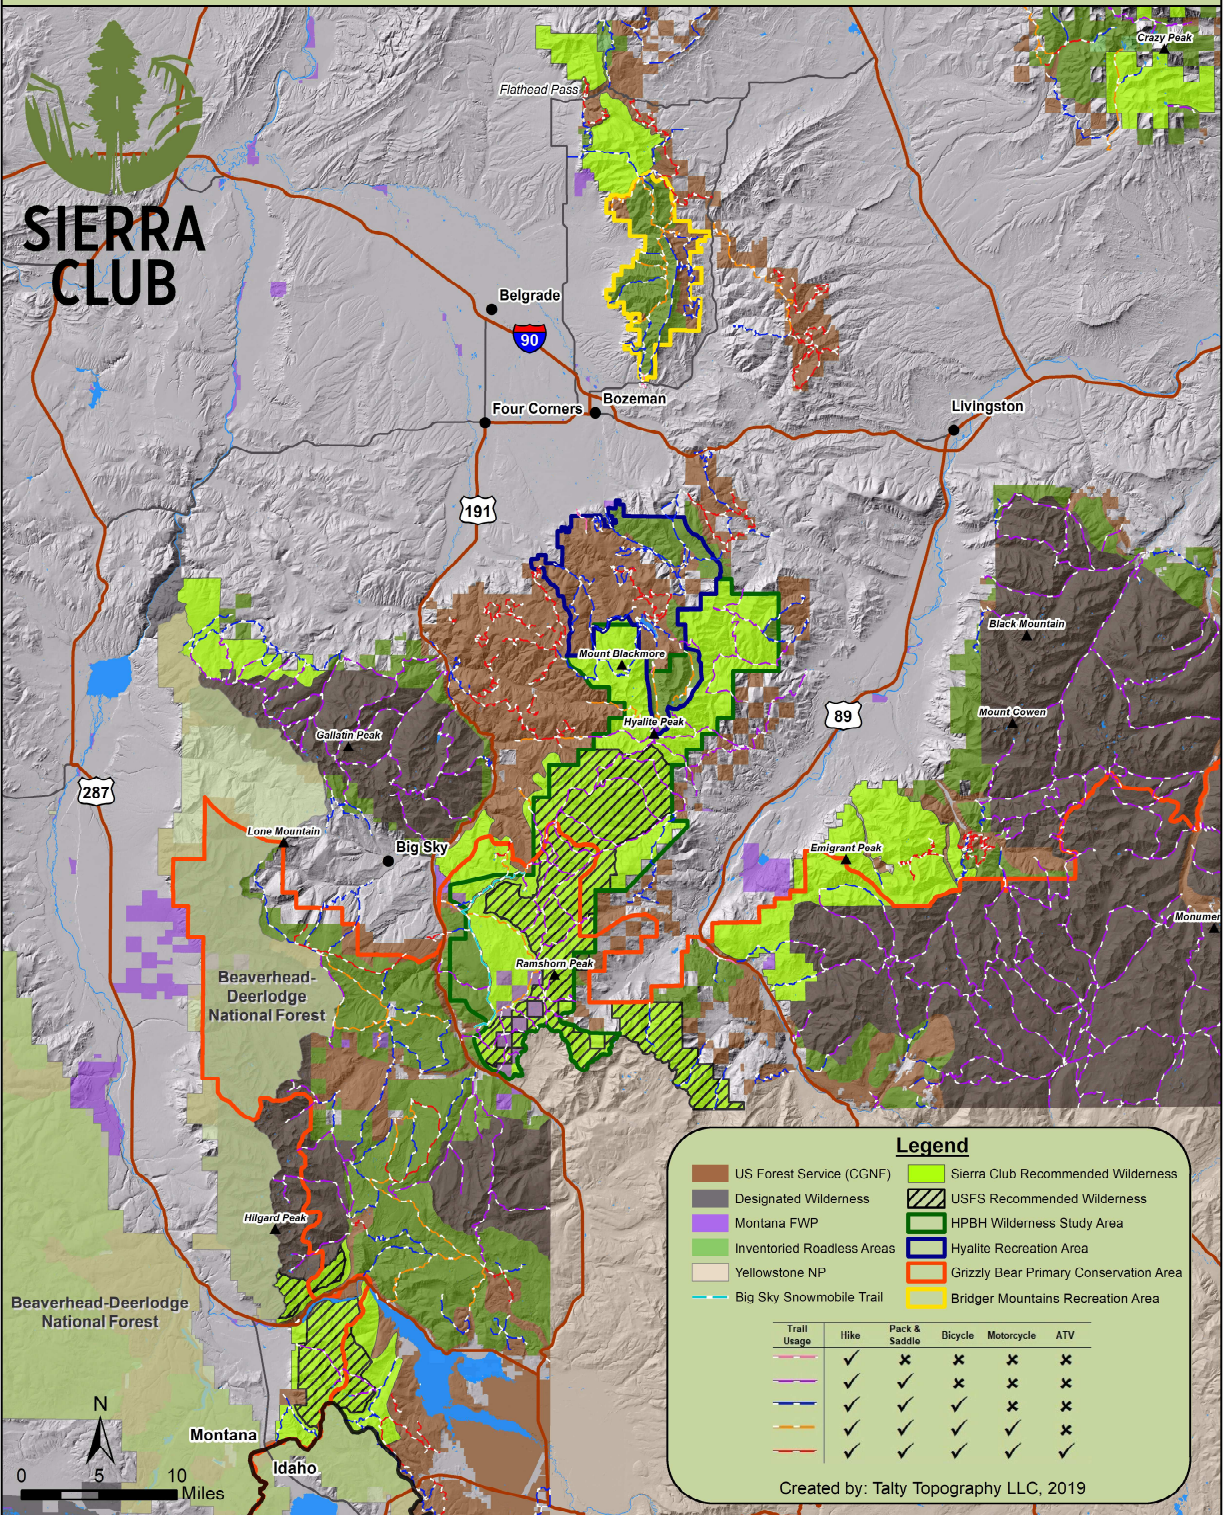 Crazy Peak
Flathead Pass
SIERRA
CLUB
Belgrade
90
Four Corners
Bozeman
Livingston
191
Black Mountain
Mount Blackmore
Mount Cowen
Hyalite Peak
89
Gallatin Peak
287
Lone Mountain
Big Sky
Emigrant Peak
Monumen
Ramshorn Peak
Beaverhead-
Deerlodge
National Forest
Hilgard Peak
Beaverhead-Deerlodge
National Forest
Montana
Idaho
N
0 5 10
Miles
Legend
US Forest Service (CGNF)
Designated Wilderness
Montana FWP
Inventoried Roadless Areas
Yellowstone NP
Big Sky Snowmobile Trail
Sierra Club Recommended Wilderness
USFS Recommended Wilderness
HPBH Wilderness Study Area
Hyalite Recreation Area
Grizzly Bear Primary Conservation Area
Bridger Mountains Recreation Area
Trail
Usage
Hike
Pack &
Saddle
Bicycle
Motorcycle
ATV
Created by: Talty Topography LLC, 2019